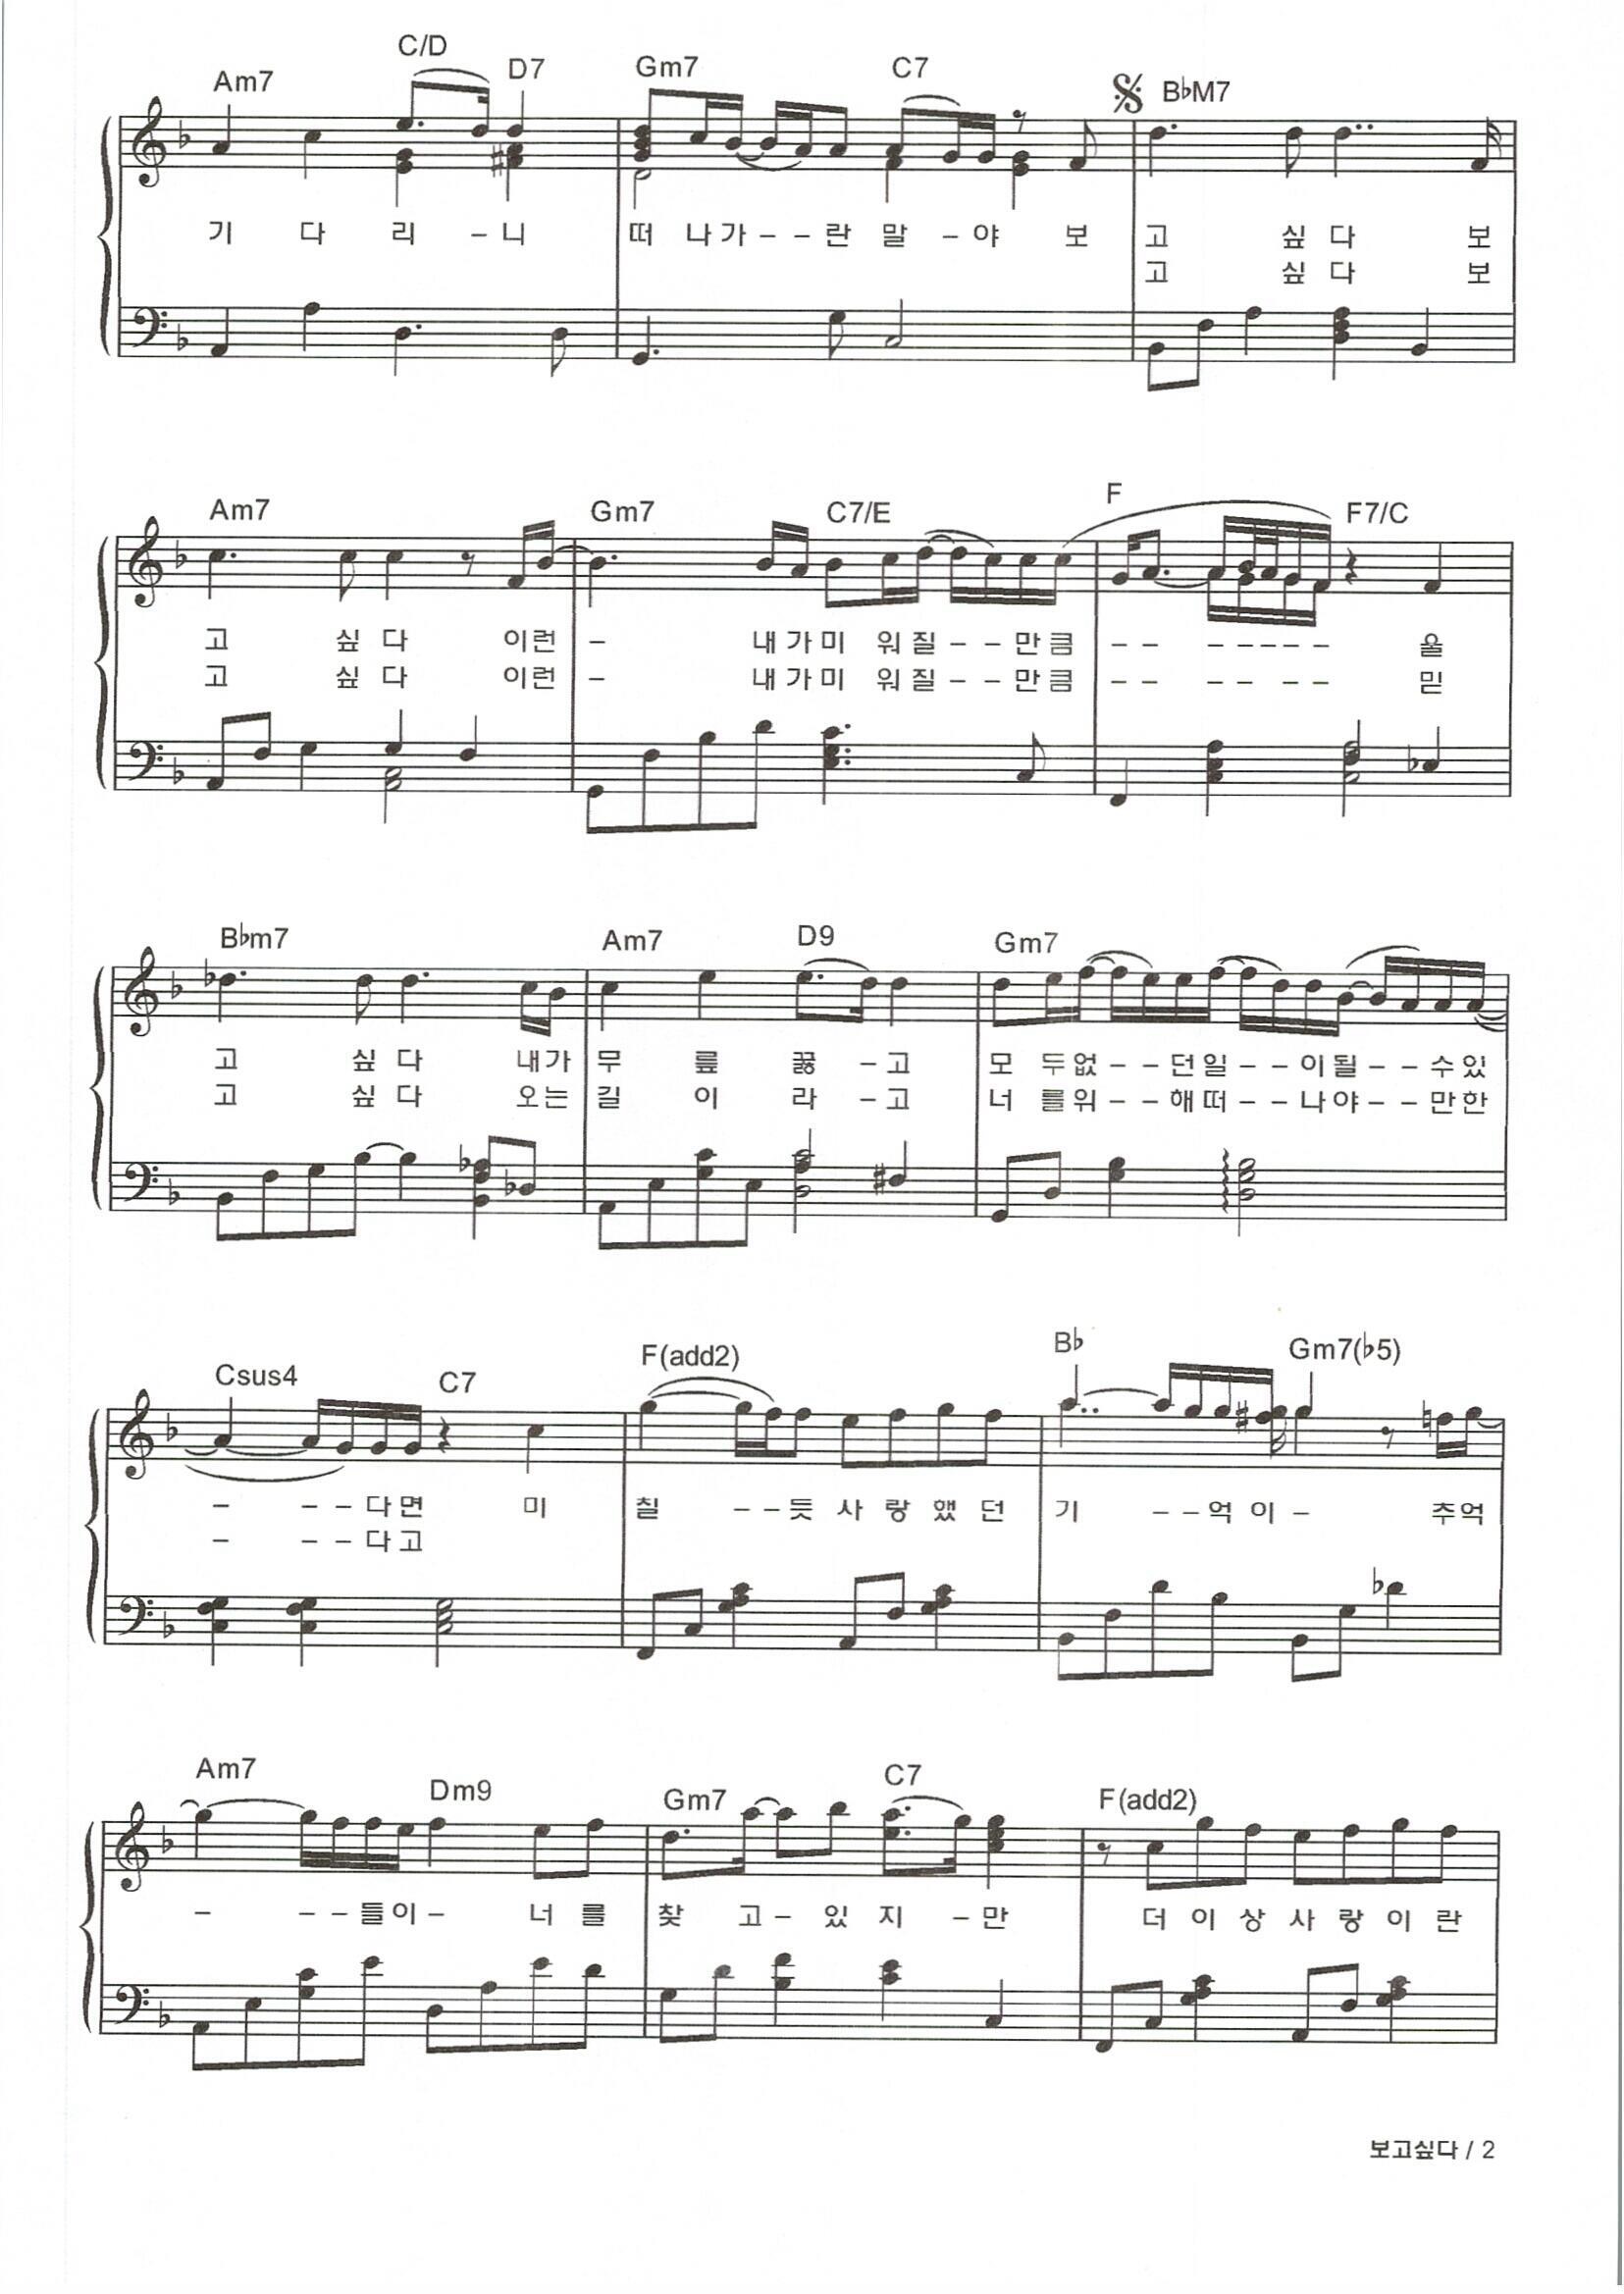 Am7 C/D D7 Gm7 C7 B♭M7
기 다 리 - 니 떠 나 가 - - 란 말 - 야 보 고 싶 다 보
고 싶 다 보
Am7 Gm7 C7/E F F7/C
고 싶 다 이런 - 내 가 미 워 질 - - 만 큼 - - - - - - - 울
고 싶 다 이런 - 내 가 미 워 질 - - 만 큼 - - - - - - 믿
B♭m7 Am7 D9 Gm7
고 싶 다 내가 무 릎 꿇 - 고 모 두 없 - - 던 일 - - 이 될 - - 수 있
고 싶 다 오는 길 이 라 - 고 너 를 위 - - 해 떠 - - 나 야 - - 만 한
Csus4 C7 F(add2) B♭ Gm7(♭5)
- - - 다 면 미 칠 - - 듯 사 랑 했 던 기 - - 억 이 - 추억
- - - 다 고
Am7 Dm9 Gm7 C7 F(add2)
- - - 들 이 - 너 를 찾 고 - 있 지 - 만 더 이 상 사 랑 이 란
보고싶다 / 2